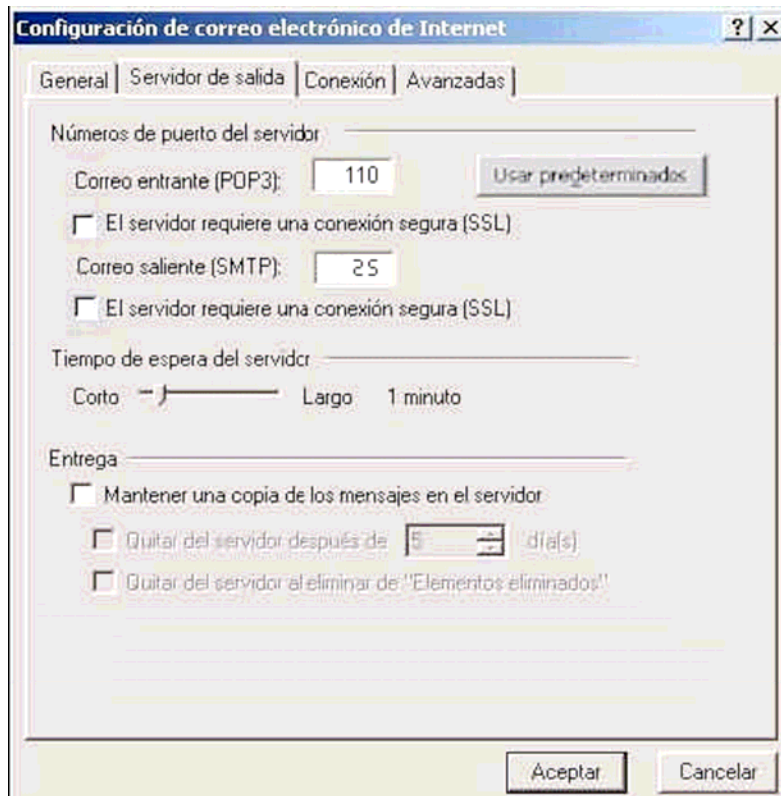 Configuración de correo electrónico de Internet ? ×
General Servidor de salida Conexión Avanzadas
Números de puerto del servidor
Correo entrante (POP3): 110 Usar predeterminados
El servidor requiere una conexión segura (SSL)
Correo saliente (SMTP): 25
El servidor requiere una conexión segura (SSL)
Tiempo de espera del servidor
Corto Largo 1 minuto
Entrega
Mantener una copia de los mensajes en el servidor
Quitar del servidor después de 5 día(s)
Quitar del servidor al eliminar de "Elementos eliminados"
Aceptar Cancelar